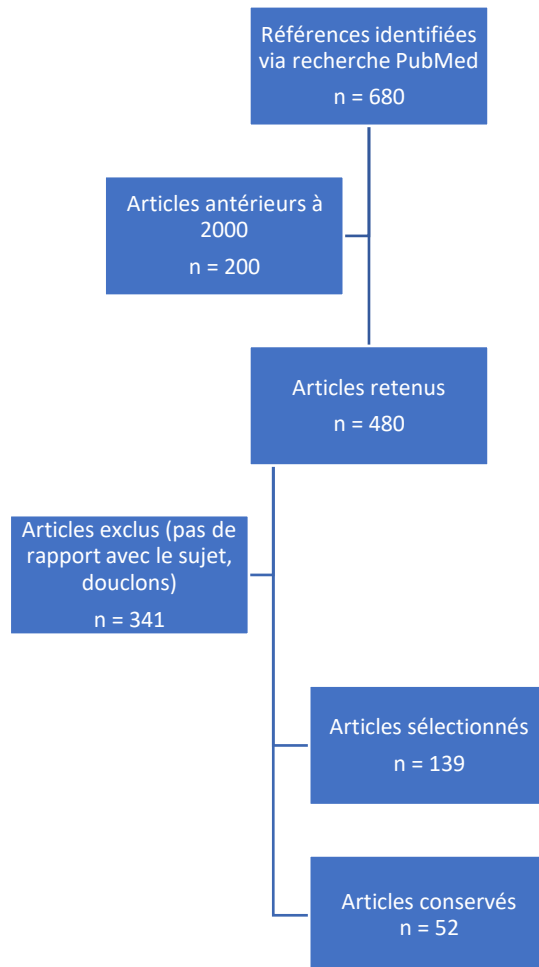 Références identifiées
via recherche PubMed
n = 680
Articles antérieurs à
2000
n = 200
Articles retenus
n = 480
Articles exclus (pas de
rapport avec le sujet,
douclons)
n = 341
Articles sélectionnés
n = 139
Articles conservés
n = 52